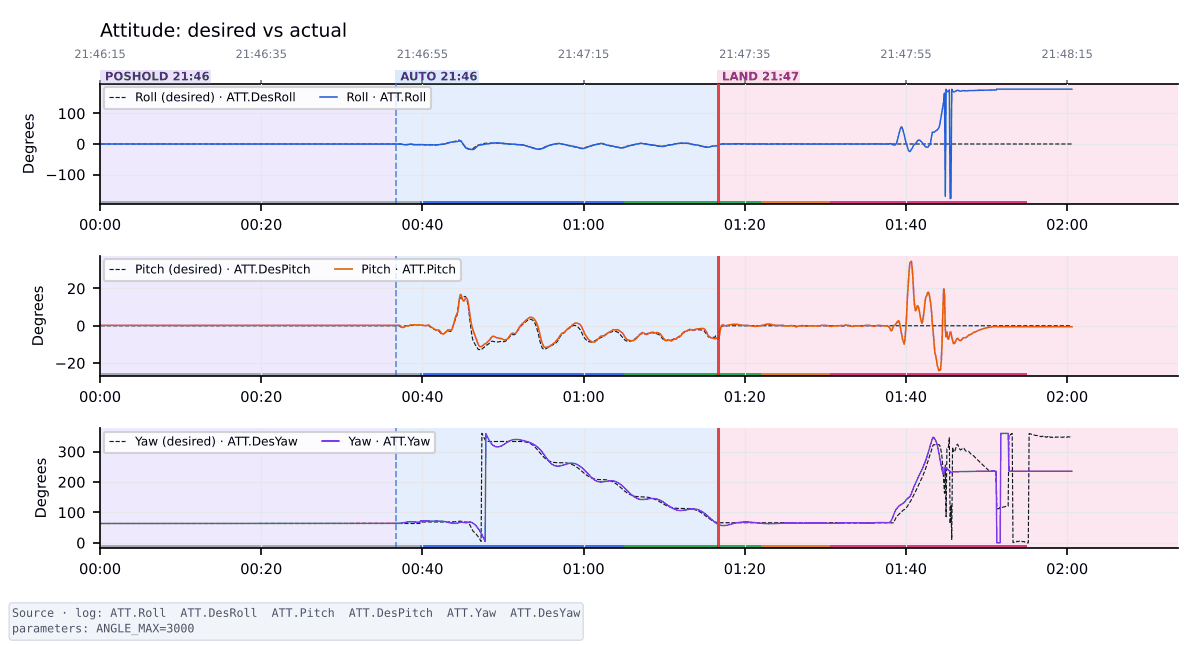 Attitude: desired vs actual
21:46:15 21:46:35 21:46:55 21:47:15 21:47:35 21:47:55 21:48:15
POSHOLD 21:46 AUTO 21:46 LAND 21:47
Roll (desired) · ATT.DesRoll Roll · ATT.Roll
Degrees
100
0
−100
00:00 00:20 00:40 01:00 01:20 01:40 02:00
Pitch (desired) · ATT.DesPitch Pitch · ATT.Pitch
Degrees
20
0
−20
00:00 00:20 00:40 01:00 01:20 01:40 02:00
Yaw (desired) · ATT.DesYaw Yaw · ATT.Yaw
Degrees
300
200
100
0
00:00 00:20 00:40 01:00 01:20 01:40 02:00
Source · log: ATT.Roll ATT.DesRoll ATT.Pitch ATT.DesPitch ATT.Yaw ATT.DesYaw
parameters: ANGLE_MAX=3000